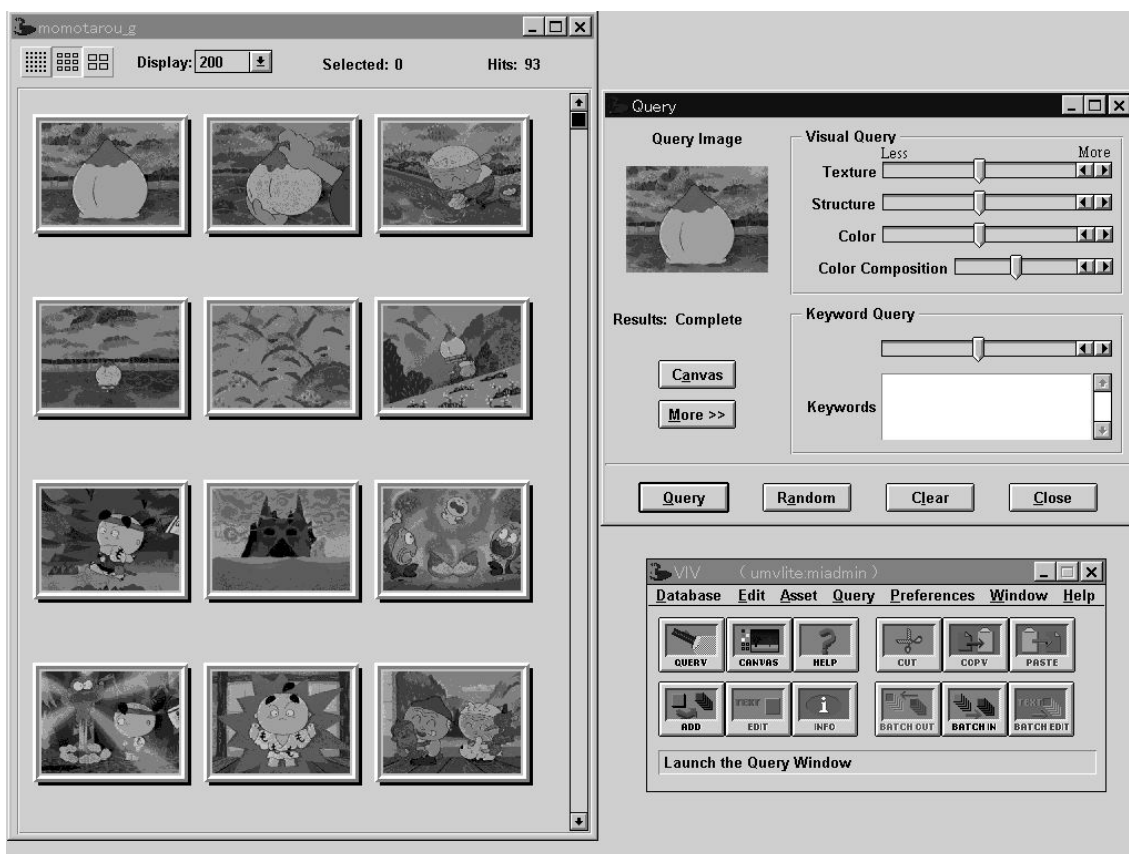 momotarou_g
Display: 200
Selected: 0
Hits: 93
Query
Query Image
Visual Query
Less More
Texture
Structure
Color
Color Composition
Results: Complete
Keyword Query
Canvas
More >>
Keywords
Query Random Clear Close
VIV (umvlite:miadmin)
Database Edit Asset Query Preferences Window Help
QUERY CANVAS HELP CUT COPY PASTE
TEXT TEXT
ADD EDIT INFO BATCH OUT BATCH IN BATCH EDIT
Launch the Query Window